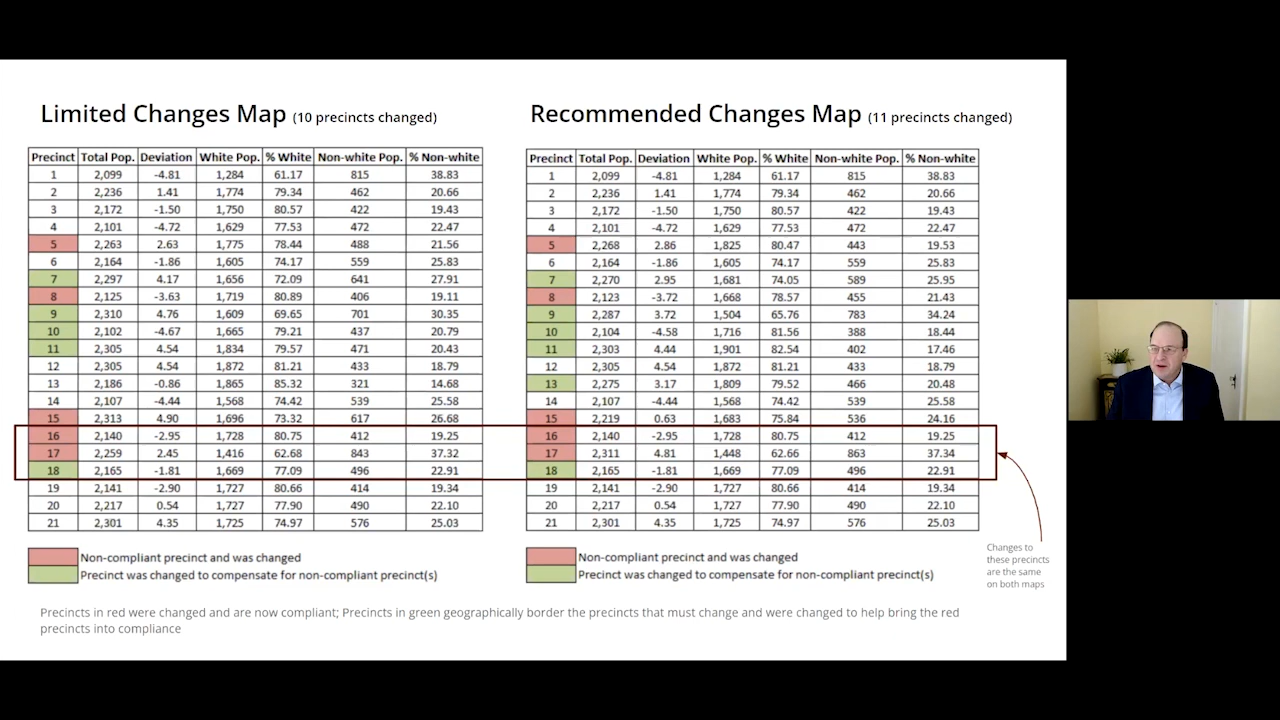 Limited Changes Map (10 precincts changed)
Precinct Total Pop. Deviation White Pop. % White Non-white Pop. % Non-white
1 2,099 -4.81 1,284 61.17 815 38.83
2 2,236 1.41 1,774 79.34 462 20.66
3 2,172 -1.50 1,750 80.57 422 19.43
4 2,101 -4.72 1,629 77.53 472 22.47
5 2,263 2.63 1,775 78.44 488 21.56
6 2,164 -1.86 1,605 74.17 559 25.83
7 2,297 4.17 1,656 72.09 641 27.91
8 2,125 -3.63 1,719 80.89 406 19.11
9 2,310 4.76 1,609 69.65 701 30.35
10 2,102 -4.67 1,665 79.21 437 20.79
11 2,305 4.54 1,834 79.57 471 20.43
12 2,305 4.54 1,872 81.21 433 18.79
13 2,186 -0.86 1,865 85.32 321 14.68
14 2,107 -4.44 1,568 74.42 539 25.58
15 2,313 4.90 1,696 73.32 617 26.68
16 2,140 -2.95 1,728 80.75 412 19.25
17 2,259 2.45 1,416 62.68 843 37.32
18 2,165 -1.81 1,669 77.09 496 22.91
19 2,141 -2.90 1,727 80.66 414 19.34
20 2,217 0.54 1,727 77.90 490 22.10
21 2,301 4.35 1,725 74.97 576 25.03
Non-compliant precinct and was changed
Precinct was changed to compensate for non-compliant precinct(s)
Recommended Changes Map (11 precincts changed)
Precinct Total Pop. Deviation White Pop. % White Non-white Pop. % Non-white
1 2,099 -4.81 1,284 61.17 815 38.83
2 2,236 1.41 1,774 79.34 462 20.66
3 2,172 -1.50 1,750 80.57 422 19.43
4 2,101 -4.72 1,629 77.53 472 22.47
5 2,268 2.86 1,825 80.47 443 19.53
6 2,164 -1.86 1,605 74.17 559 25.83
7 2,270 2.95 1,681 74.05 589 25.95
8 2,123 -3.72 1,668 78.57 455 21.43
9 2,287 3.72 1,504 65.76 783 34.24
10 2,104 -4.58 1,716 81.56 388 18.44
11 2,303 4.44 1,901 82.54 402 17.46
12 2,305 4.54 1,872 81.21 433 18.79
13 2,275 3.17 1,809 79.52 466 20.48
14 2,107 -4.44 1,568 74.42 539 25.58
15 2,219 0.63 1,683 75.84 536 24.16
16 2,140 -2.95 1,728 80.75 412 19.25
17 2,311 4.81 1,448 62.66 863 37.34
18 2,165 -1.81 1,669 77.09 496 22.91
19 2,141 -2.90 1,727 80.66 414 19.34
20 2,217 0.54 1,727 77.90 490 22.10
21 2,301 4.35 1,725 74.97 576 25.03
Non-compliant precinct and was changed
Precinct was changed to compensate for non-compliant precinct(s)
Changes to
these precincts
are the same
on both maps
Precincts in red were changed and are now compliant; Precincts in green geographically border the precincts that must change and were changed to help bring the red
precincts into compliance